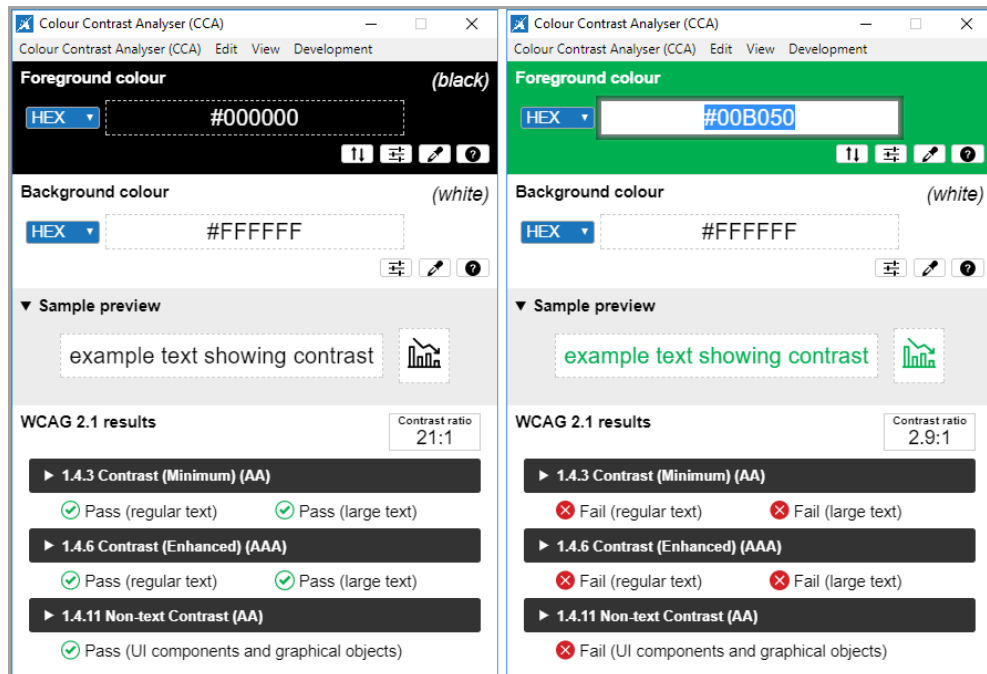 Colour Contrast Analyser (CCA)
Colour Contrast Analyser (CCA) Edit View Development
Foreground colour (black)
HEX #000000
Background colour (white)
HEX #FFFFFF
Sample preview
example text showing contrast
WCAG 2.1 results
Contrast ratio
21:1
1.4.3 Contrast (Minimum) (AA)
Pass (regular text) Pass (large text)
1.4.6 Contrast (Enhanced) (AAA)
Pass (regular text) Pass (large text)
1.4.11 Non-text Contrast (AA)
Pass (UI components and graphical objects)
Colour Contrast Analyser (CCA)
Colour Contrast Analyser (CCA) Edit View Development
Foreground colour
HEX #00B050
Background colour (white)
HEX #FFFFFF
Sample preview
example text showing contrast
WCAG 2.1 results
Contrast ratio
2.9:1
1.4.3 Contrast (Minimum) (AA)
Fail (regular text) Fail (large text)
1.4.6 Contrast (Enhanced) (AAA)
Fail (regular text) Fail (large text)
1.4.11 Non-text Contrast (AA)
Fail (UI components and graphical objects)